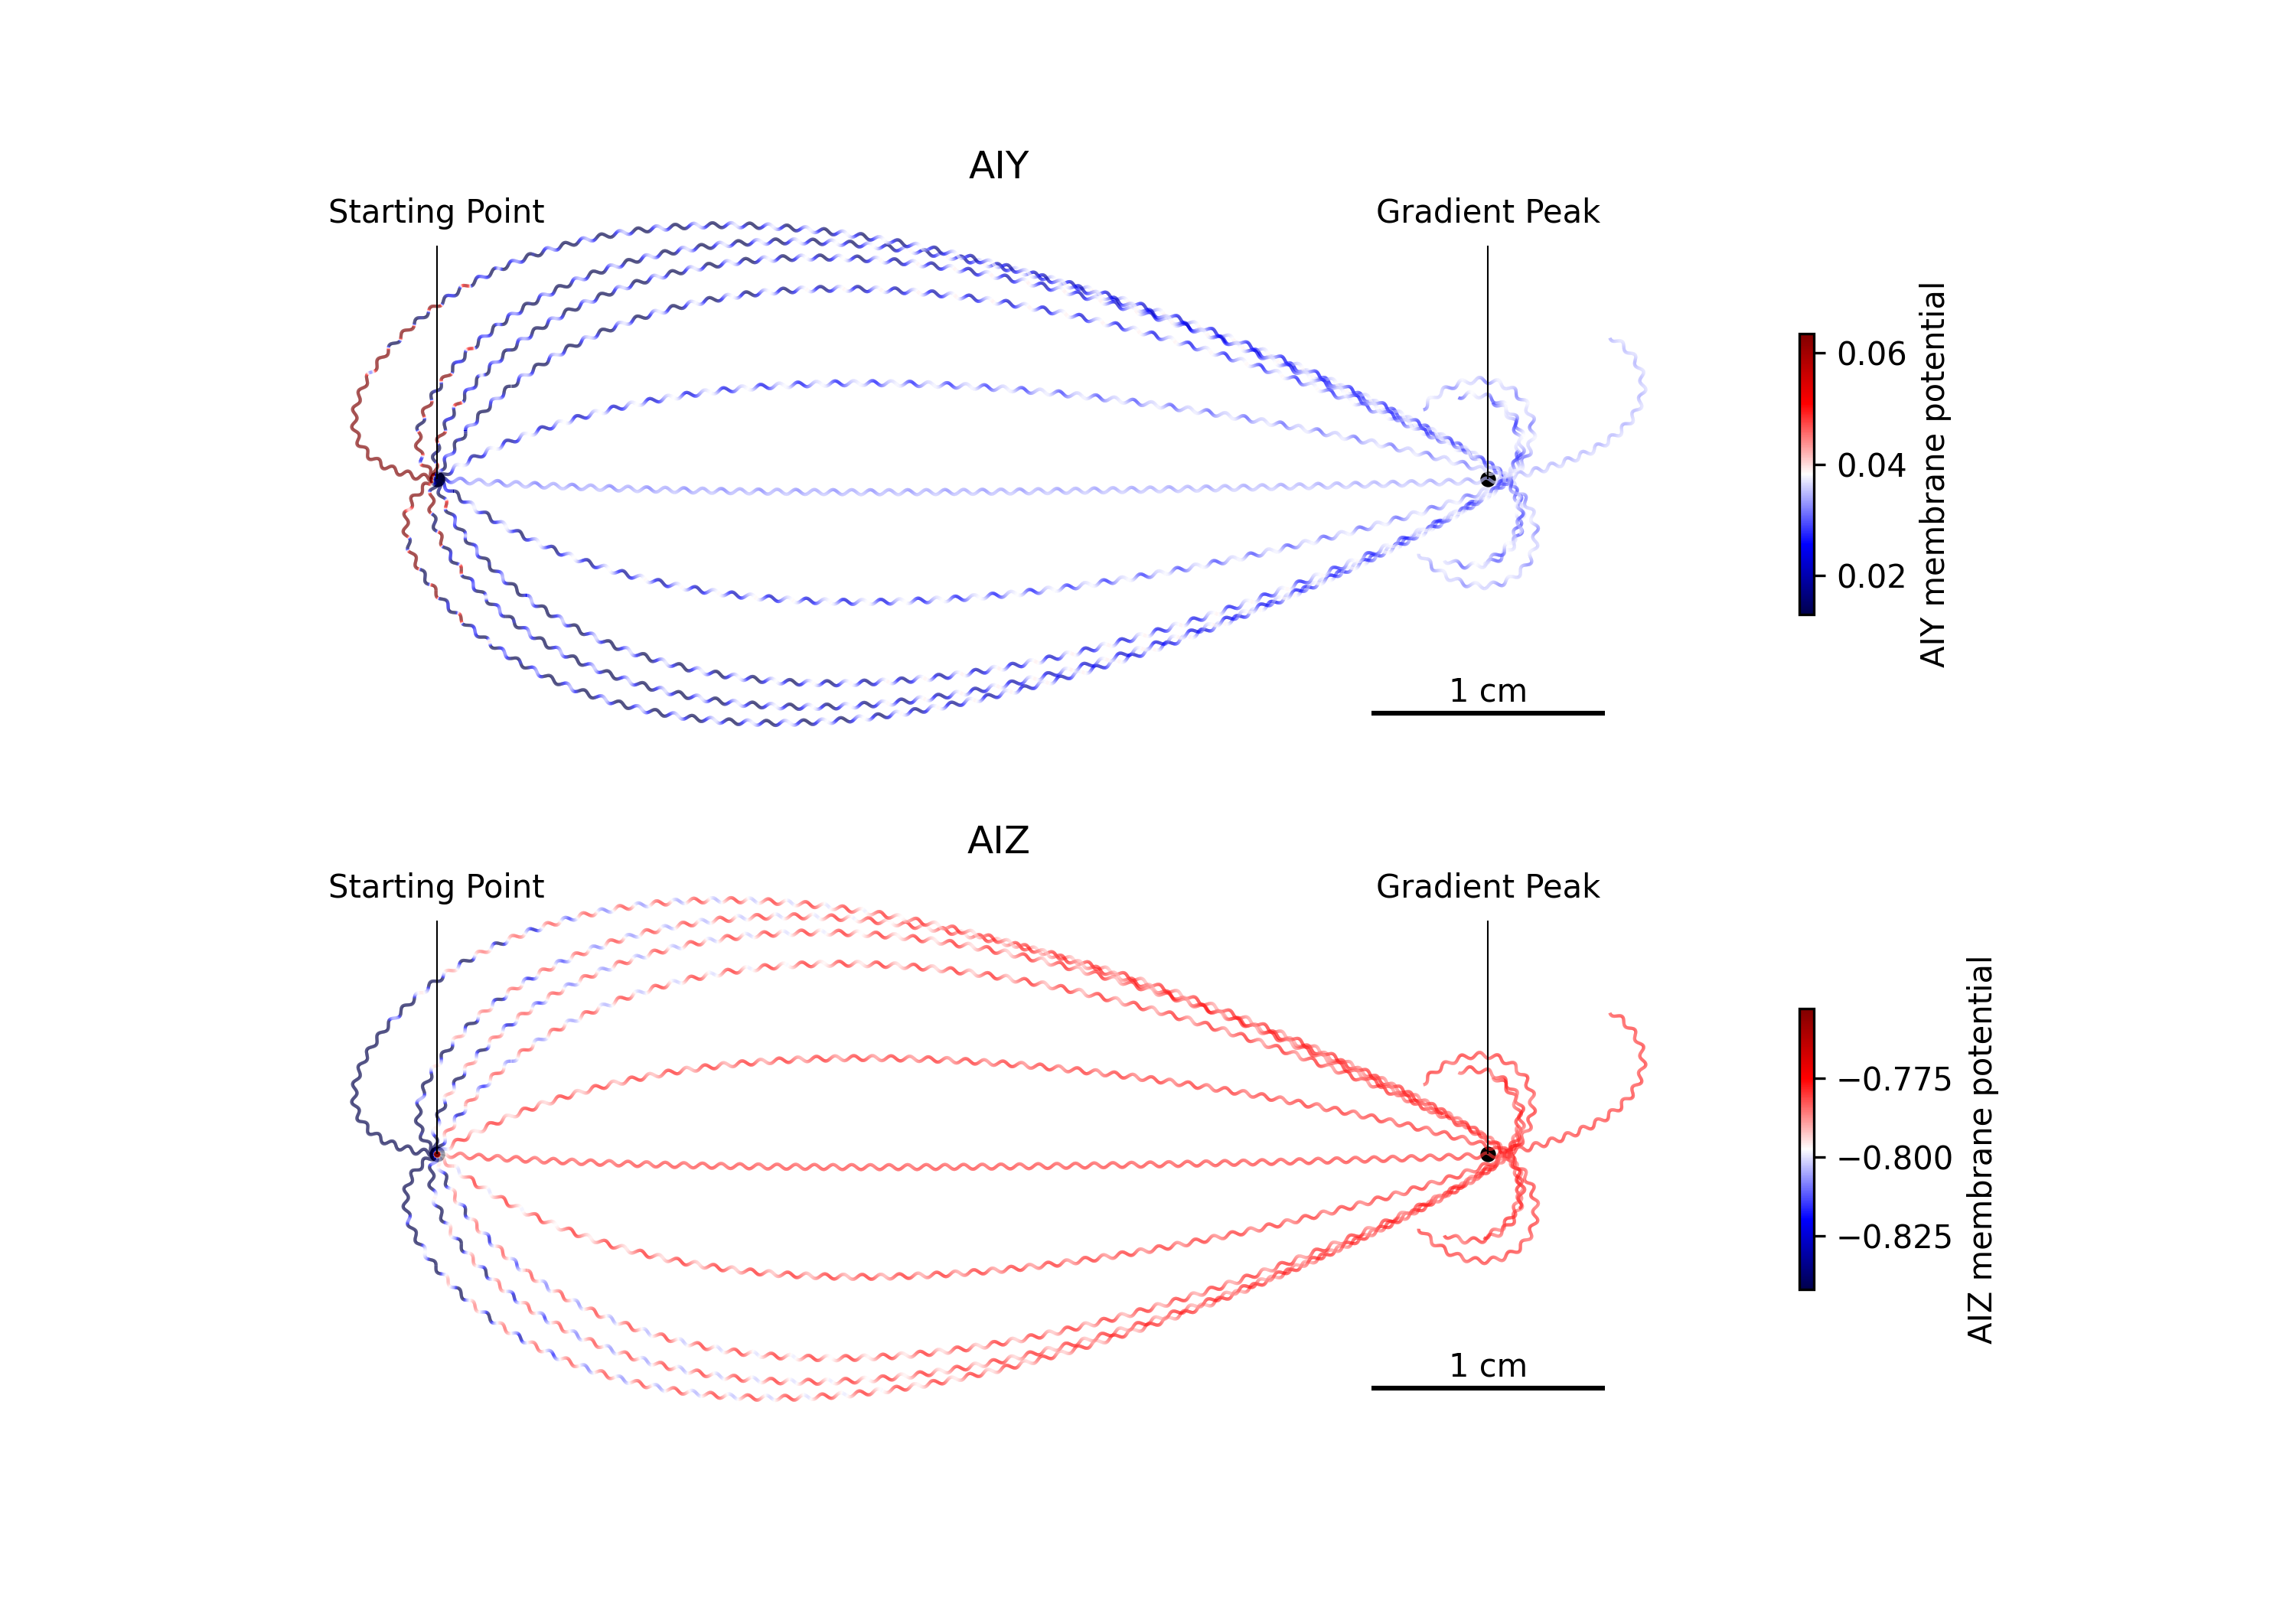 AIY
Starting Point
Gradient Peak
0.06
0.04
0.02
AIY membrane potential
1 cm
AIZ
Starting Point
Gradient Peak
−0.775
−0.800
−0.825
AIZ membrane potential
1 cm